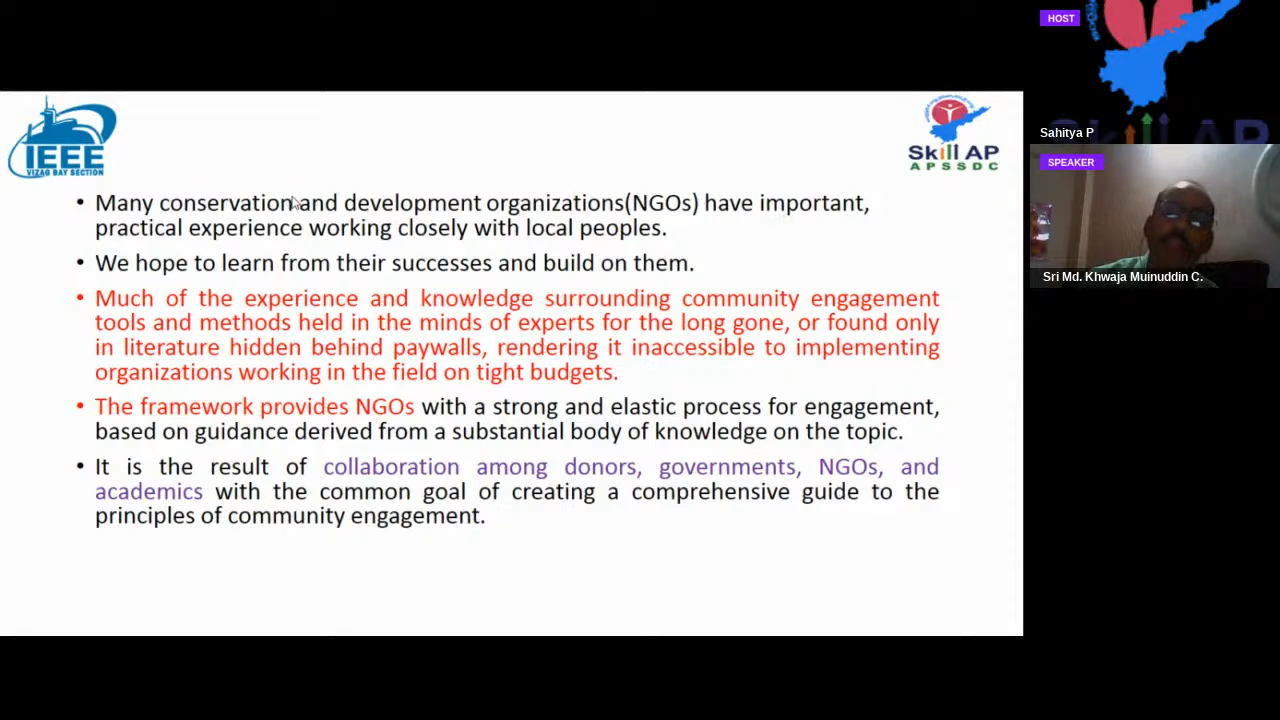 HOST
Sahitya P
SPEAKER
Sri Md. Khwaja Muinuddin C.
IEEE
VIZAG BAY SECTION
Skill AP
APSSDC
• Many conservation and development organizations(NGOs) have important,
practical experience working closely with local peoples.
• We hope to learn from their successes and build on them.
• Much of the experience and knowledge surrounding community engagement
tools and methods held in the minds of experts for the long gone, or found only
in literature hidden behind paywalls, rendering it inaccessible to implementing
organizations working in the field on tight budgets.
• The framework provides NGOs with a strong and elastic process for engagement,
based on guidance derived from a substantial body of knowledge on the topic.
• It is the result of collaboration among donors, governments, NGOs, and
academics with the common goal of creating a comprehensive guide to the
principles of community engagement.